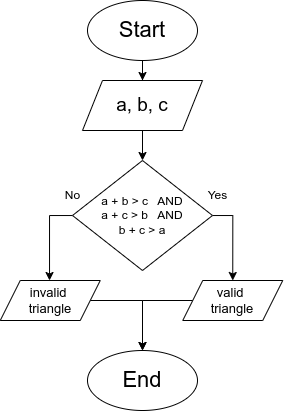 Start
a, b, c
No
Yes
a + b > c AND
a + c > b AND
b + c > a
invalid
triangle
valid
triangle
End